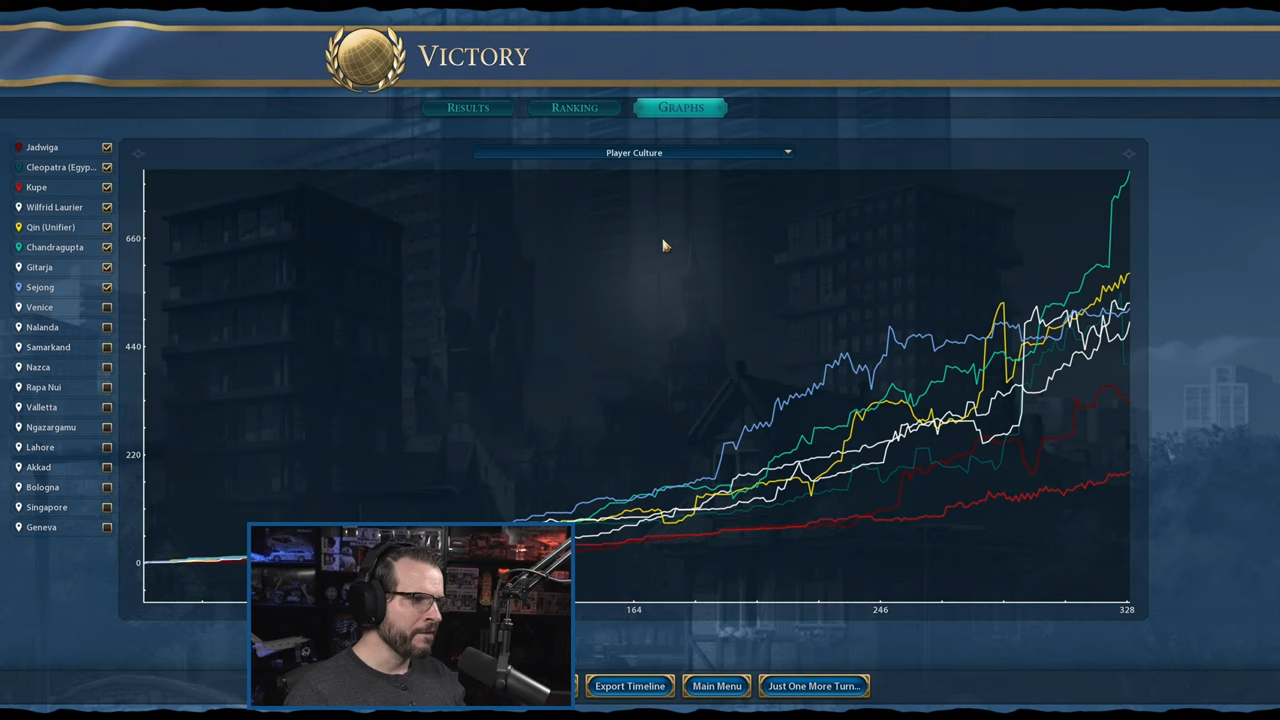 VICTORY
RESULTS
RANKING
GRAPHS
Player Culture
Jadwiga
Cleopatra (Egyp...
Kupe
Wilfrid Laurier
Qin (Unifier)
Chandragupta
Gitarja
Sejong
Venice
Nalanda
Samarkand
Nazca
Rapa Nui
Valletta
Ngazargamu
Lahore
Akkad
Bologna
Singapore
Geneva
660
440
220
0
164
246
328
Export Timeline
Main Menu
Just One More Turn...